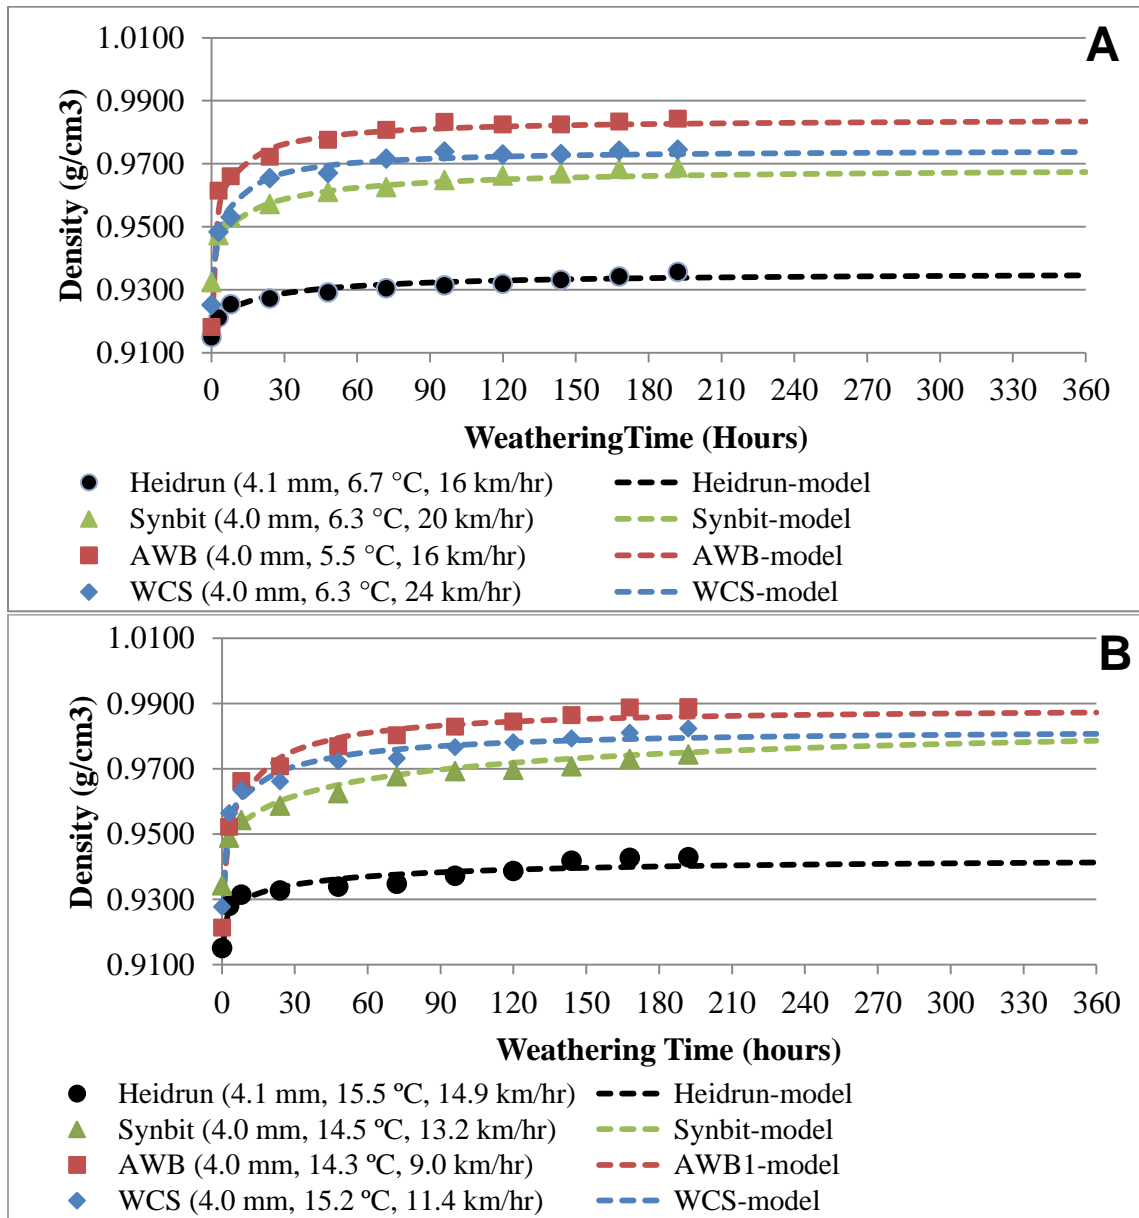 A
1.0100
0.9900
0.9700
0.9500
0.9300
0.9100
Density (g/cm3)
0 30 60 90 120 150 180 210 240 270 300 330 360
WeatheringTime (Hours)
Heidrun (4.1 mm, 6.7 °C, 16 km/hr) Heidrun-model
Synbit (4.0 mm, 6.3 °C, 20 km/hr) Synbit-model
AWB (4.0 mm, 5.5 °C, 16 km/hr) AWB-model
WCS (4.0 mm, 6.3 °C, 24 km/hr) WCS-model
B
1.0100
0.9900
0.9700
0.9500
0.9300
0.9100
Density (g/cm3)
0 30 60 90 120 150 180 210 240 270 300 330 360
Weathering Time (hours)
Heidrun (4.1 mm, 15.5 ºC, 14.9 km/hr) Heidrun-model
Synbit (4.0 mm, 14.5 ºC, 13.2 km/hr) Synbit-model
AWB (4.0 mm, 14.3 ºC, 9.0 km/hr) AWB1-model
WCS (4.0 mm, 15.2 ºC, 11.4 km/hr) WCS-model